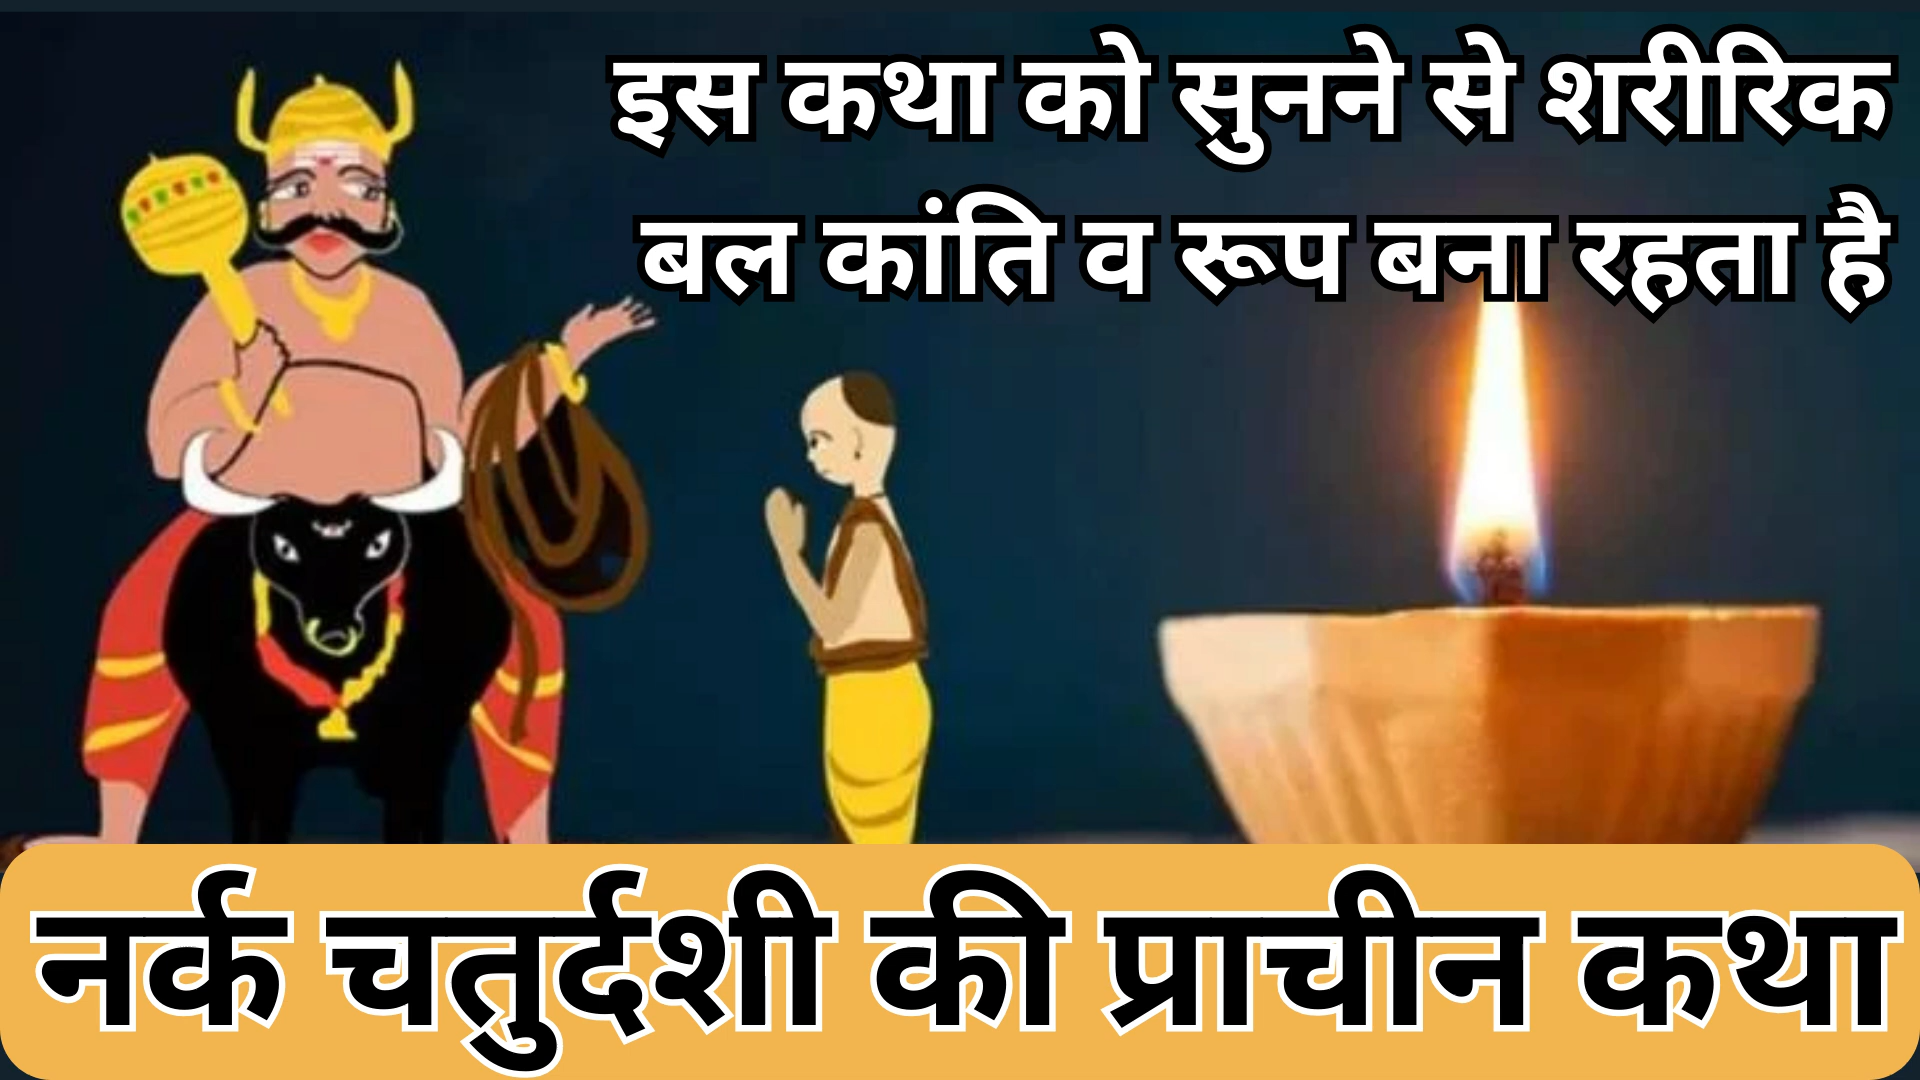 इस कथा को सुनने से शरीरिक
बल कांति व रूप बना रहता है
नर्क चतुर्दशी की प्राचीन कथा